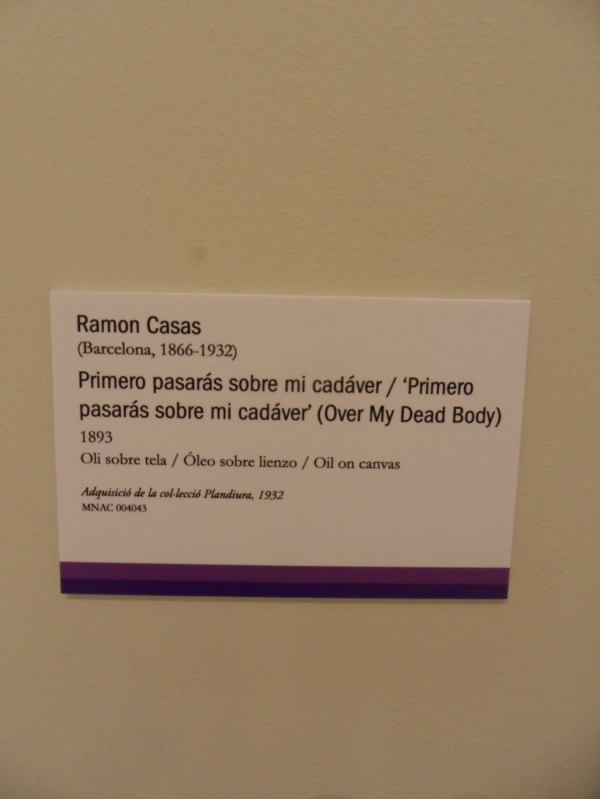 Ramon Casas
(Barcelona, 1866-1932)
Primero pasarás sobre mi cadáver / ‘Primero
pasarás sobre mi cadáver’ (Over My Dead Body)
1893
Oli sobre tela / Óleo sobre lienzo / Oil on canvas
Adquisició de la col·lecció Plandiura, 1932
MNAC 004043